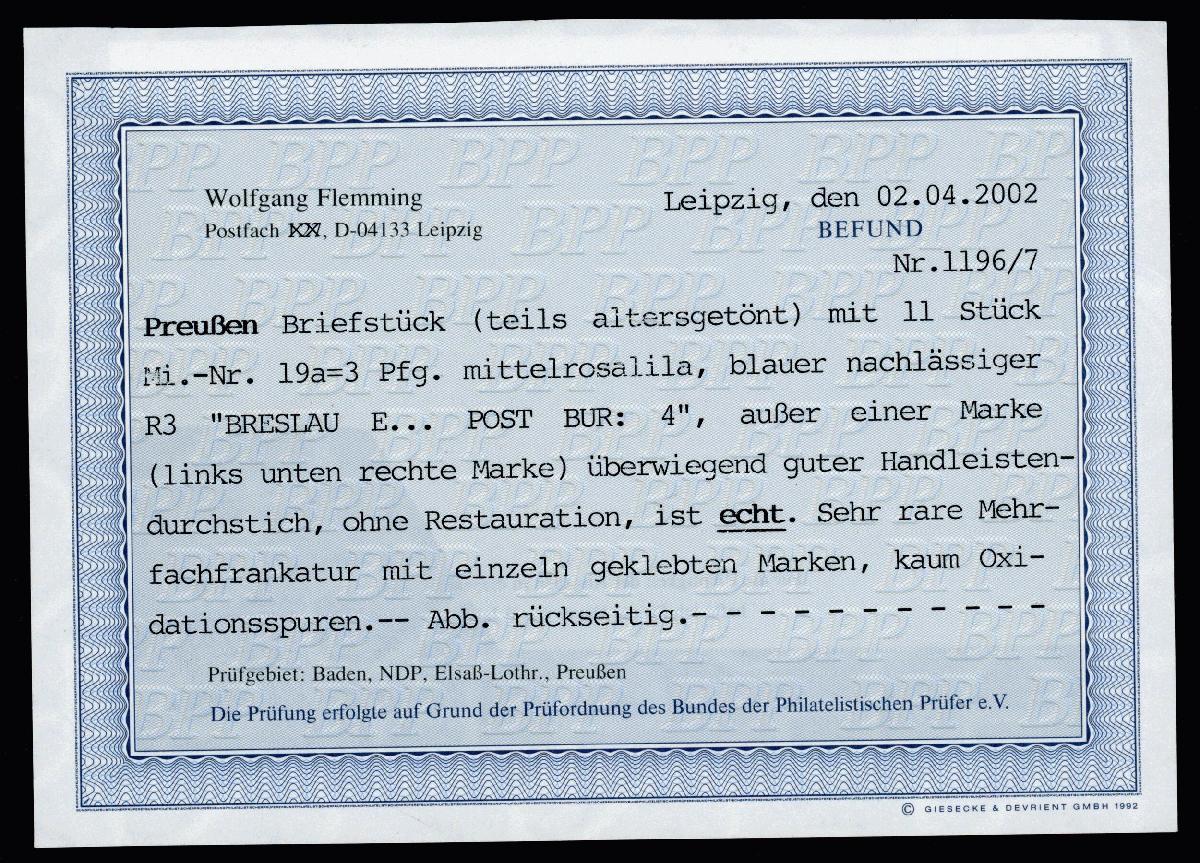 Wolfgang Flemming
Postfach, D-04133 Leipzig
Leipzig, den 02.04.2002
BEFUND
Nr.1196/7
Preußen Briefstück (teils altersgetönt) mit 11 Stück
Mi.-Nr. 19a=3 Pfg. mittelrosalila, blauer nachlässiger
R3 "BRESLAU E... POST BUR: 4", außer einer Marke
(links unten rechte Marke) überwiegend guter Handleisten-
durchstich, ohne Restauration, ist echt. Sehr rare Mehr-
fachfrankatur mit einzeln geklebten Marken, kaum Oxi-
dationsspuren.-- Abb. rückseitig.- - - - - - - - - - -
Prüfgebiet: Baden, NDP, Elsaß-Lothr., Preußen
Die Prüfung erfolgte auf Grund der Prüfordnung des Bundes der Philatelistischen Prüfer e.V.
© GIESECKE & DEVRIENT GMBH 1992